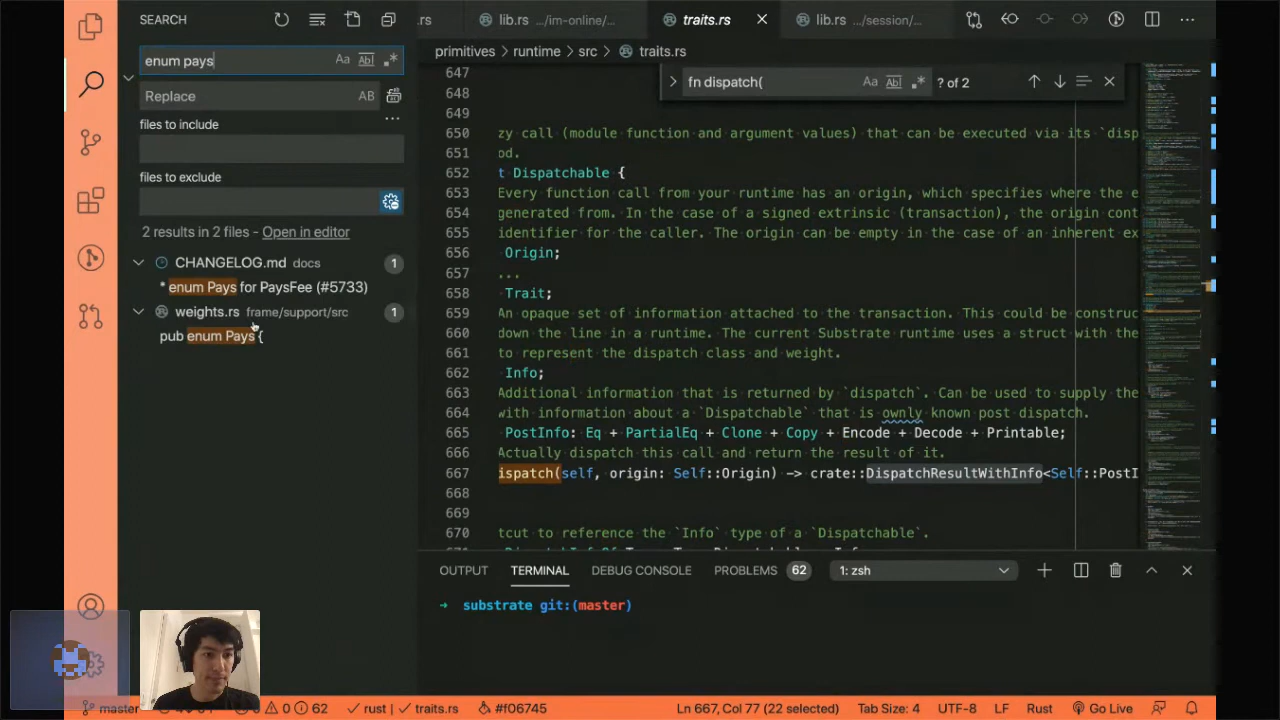 SEARCH
.rs
lib.rs .../im-online/...
traits.rs
lib.rs .../session/...
enum pays
Aa Abl .*
Replace
AB
files to include
files to exclude
2 results in 2 files - Open in editor
CHANGELOG.md docs
1
* enum Pays for PaysFee (#5733)
weights.rs frame/support/src
1
pub enum Pays {
primitives > runtime > src > traits.rs
fn dispatch(
Aa Abl .*
? of 2
647
648
649
650 zy call (module function and argument values) that can be executed via its `disp
651 od.
652 t Dispatchable {
653 Every function call from your runtime has an origin, which specifies where the e
654 generated from. In the case of a signed extrinsic (transaction), the origin cont
655 identifier for the caller. The origin can be empty in the case of an inherent ex
656 Origin;
657 ...
658 Trait;
659 An opaque set of information attached to the transaction. This could be construc
660 down the line in a runtime. The current Substrate runtime uses a struct with the
661 to represent the dispatch class and weight.
662 Info;
663 Additional information that is returned by `dispatch`. Can be used to supply the
664 with information about a `Dispatchable` that is ownly known post dispatch.
665 PostInfo: Eq + PartialEq + Clone + Copy + Encode + Decode + Printable;
666 Actually dispatch this call and return the result of it.
667 ispatch(self, origin: Self::Origin) -> crate::DispatchResultWithInfo<Self::PostI
668
669
670 tcut to reference the `Info` type of a `Dispatchable`.
OUTPUT TERMINAL DEBUG CONSOLE PROBLEMS 62
1: zsh
→ substrate git:(master)
master
0 62
rust | traits.rs
#f06745
Ln 667, Col 77 (22 selected)
Tab Size: 4
UTF-8
LF
Rust
Go Live